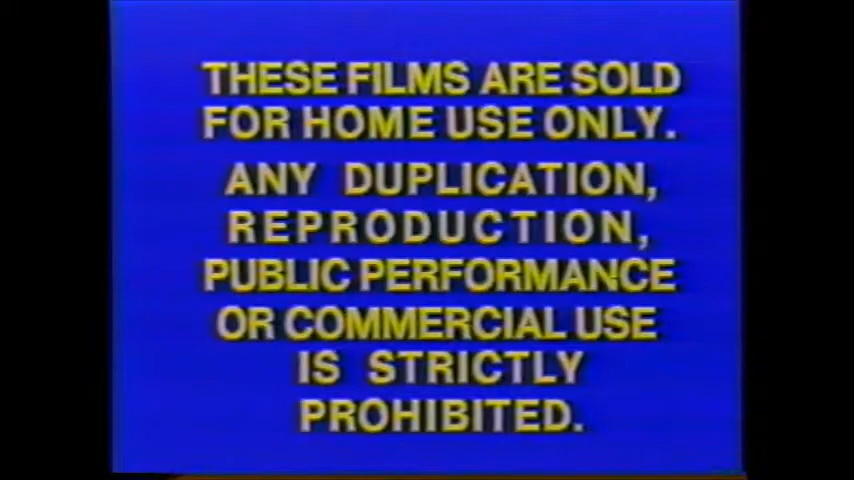 THESE FILMS ARE SOLD
FOR HOME USE ONLY.
ANY DUPLICATION,
REPRODUCTION,
PUBLIC PERFORMANCE
OR COMMERCIAL USE
IS STRICTLY
PROHIBITED.